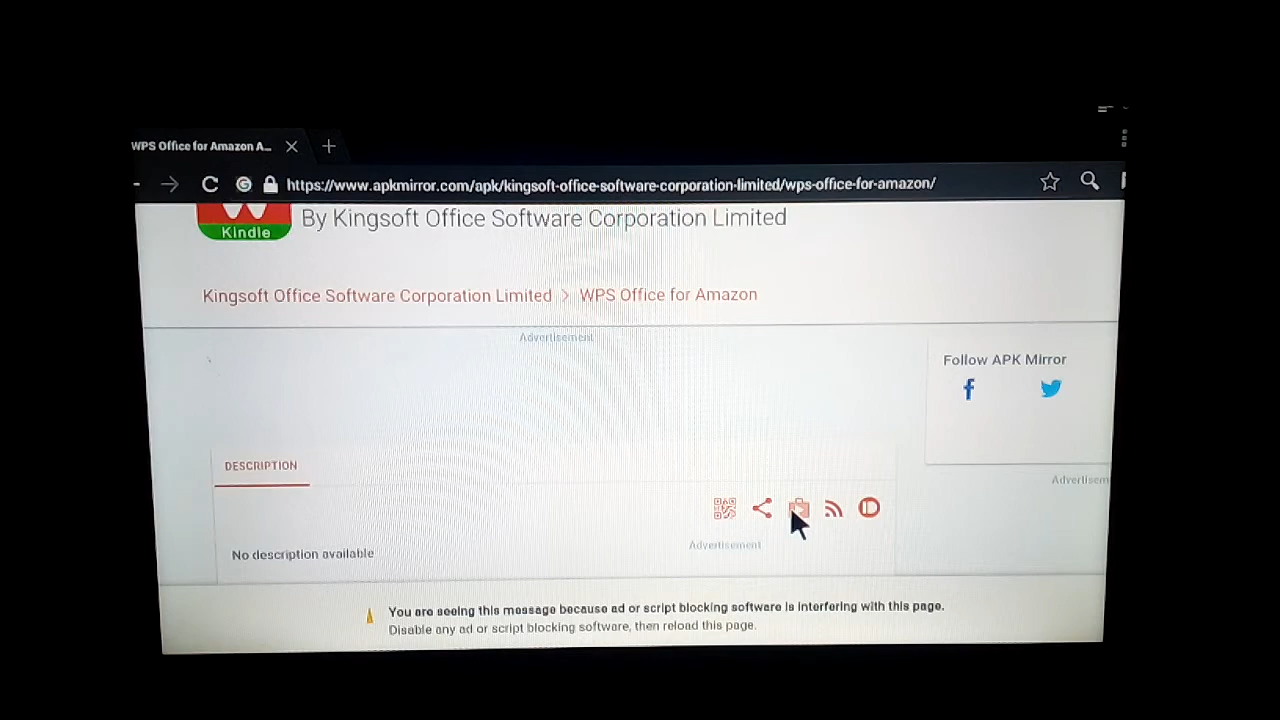 WPS Office for Amazon A...
https://www.apkmirror.com/apk/kingsoft-office-software-corporation-limited/wps-office-for-amazon/
Kindle
By Kingsoft Office Software Corporation Limited
Kingsoft Office Software Corporation Limited > WPS Office for Amazon
Advertisement
Follow APK Mirror
DESCRIPTION
Advertisem
No description available
Advertisement
You are seeing this message because ad or script blocking software is interfering with this page.
Disable any ad or script blocking software, then reload this page.